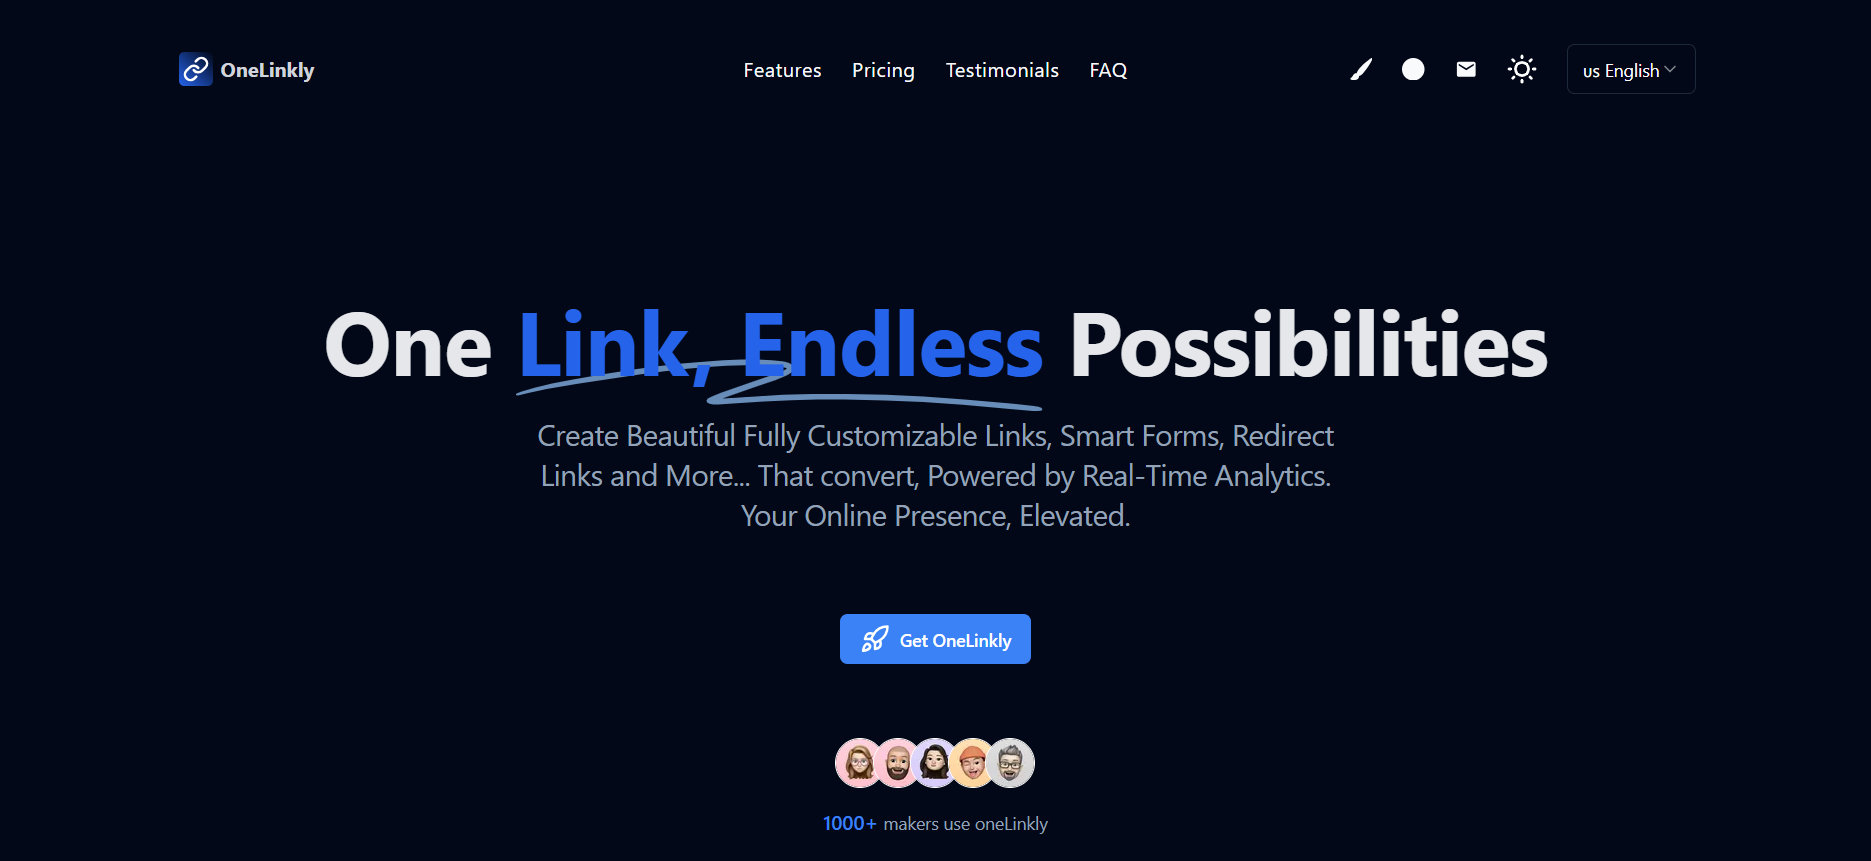 OneLinkly
Features Pricing Testimonials FAQ
us English
One Link, Endless Possibilities
Create Beautiful Fully Customizable Links, Smart Forms, Redirect
Links and More... That convert, Powered by Real-Time Analytics.
Your Online Presence, Elevated.
Get OneLinkly
1000+ makers use oneLinkly